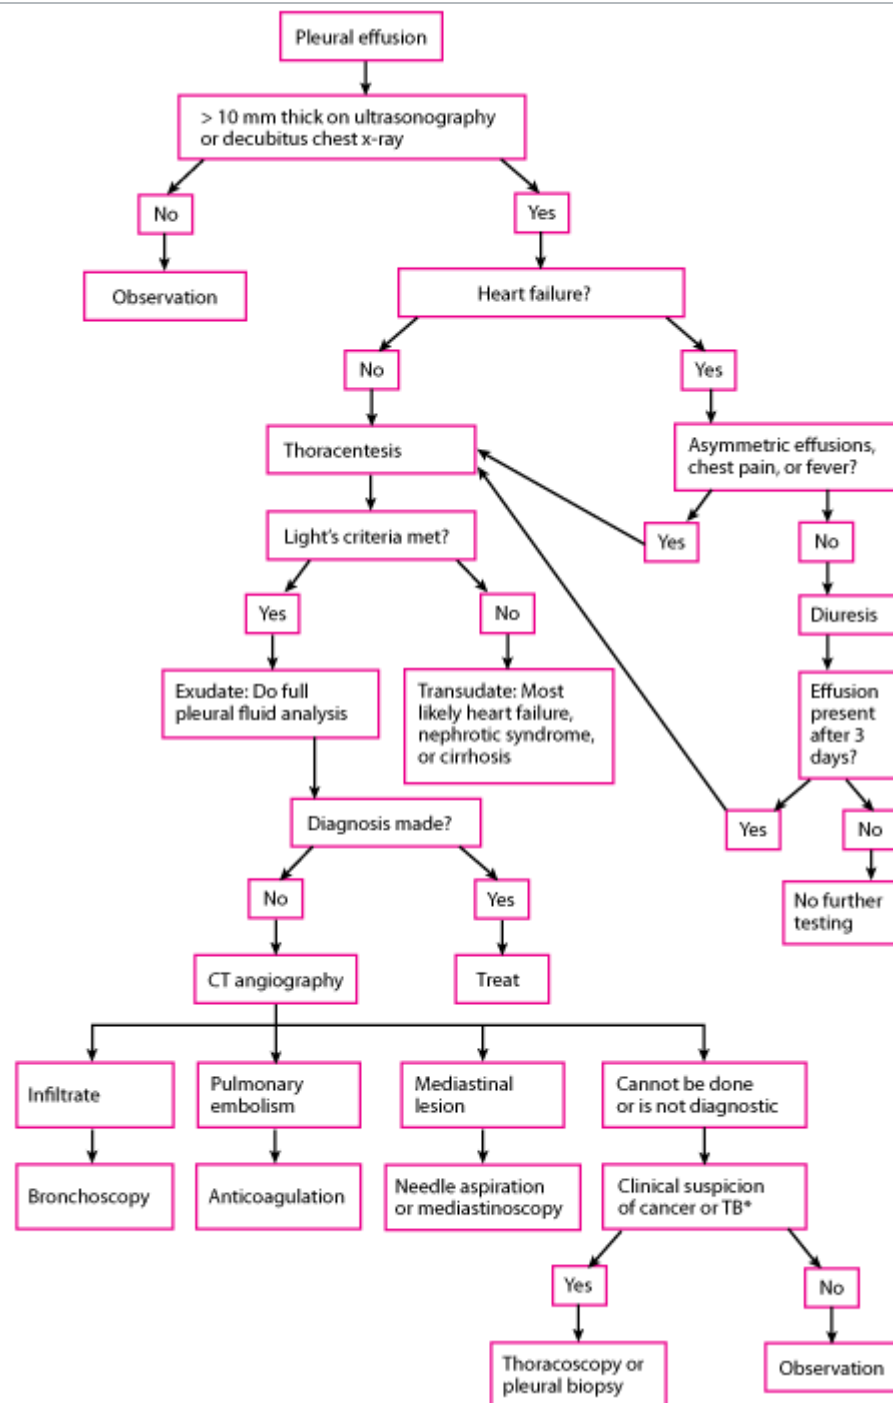 Pleural effusion
> 10 mm thick on ultrasonography
or decubitus chest x-ray
No
Yes
Observation
Heart failure?
No
Yes
Thoracentesis
Asymmetric effusions,
chest pain, or fever?
Light's criteria met?
Yes
No
Yes
No
Diuresis
Exudate: Do full
pleural fluid analysis
Transudate: Most
likely heart failure,
nephrotic syndrome,
or cirrhosis
Effusion
present
after 3
days?
Diagnosis made?
Yes
No
No
Yes
No further
testing
CT angiography
Treat
Infiltrate
Pulmonary
embolism
Mediastinal
lesion
Cannot be done
or is not diagnostic
Bronchoscopy
Anticoagulation
Needle aspiration
or mediastinoscopy
Clinical suspicion
of cancer or TB*
Yes
No
Thoracoscopy or
pleural biopsy
Observation